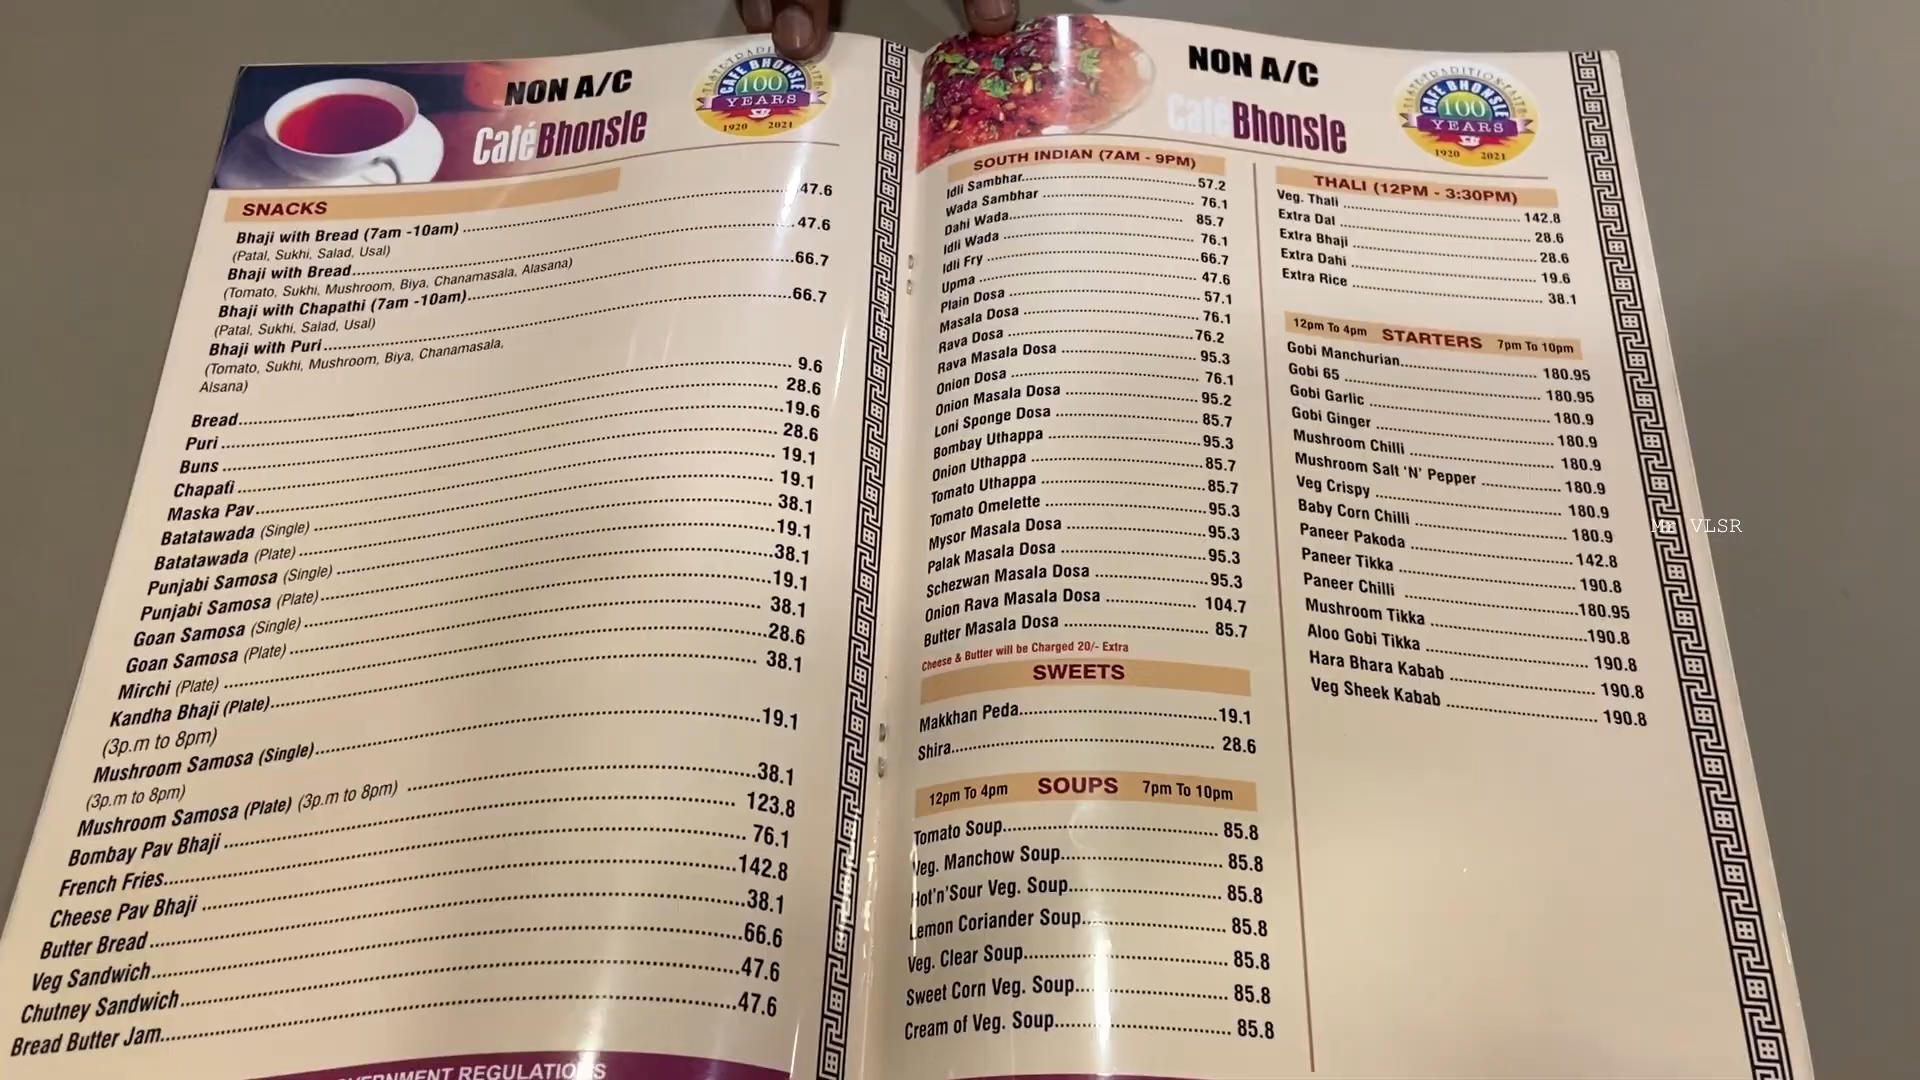 NON A/C
CaféBhonsle
TASTE·TRADITION·FAITH
CAFE BHONSLE
100
YEARS
1920 2021
SNACKS
Bhaji with Bread (7am -10am) 47.6
(Patal, Sukhi, Salad, Usal)
Bhaji with Bread 47.6
(Tomato, Sukhi, Mushroom, Biya, Chanamasala, Alasana)
Bhaji with Chapathi (7am -10am) 66.7
(Patal, Sukhi, Salad, Usal)
Bhaji with Puri 66.7
(Tomato, Sukhi, Mushroom, Biya, Chanamasala,
Alsana)
Bread 9.6
Puri 28.6
Buns 19.6
Chapati 28.6
Maska Pav 19.1
Batatawada (Single) 19.1
Batatawada (Plate) 38.1
Punjabi Samosa (Single) 19.1
Punjabi Samosa (Plate) 38.1
Goan Samosa (Single) 19.1
Goan Samosa (Plate) 38.1
Mirchi (Plate) 28.6
Kandha Bhaji (Plate) 38.1
(3p.m to 8pm)
Mushroom Samosa (Single) 19.1
(3p.m to 8pm)
Mushroom Samosa (Plate) (3p.m to 8pm) 38.1
Bombay Pav Bhaji 123.8
French Fries 76.1
Cheese Pav Bhaji 142.8
Butter Bread 38.1
Veg Sandwich 66.6
Chutney Sandwich 47.6
Bread Butter Jam 47.6
GOVERNMENT REGULATIONS
NON A/C
CaféBhonsle
TASTE·TRADITION·FAITH
CAFE BHONSLE
100
YEARS
1920 2021
SOUTH INDIAN (7AM - 9PM)
Idli Sambhar 57.2
Wada Sambhar 76.1
Dahi Wada 85.7
Idli Wada 76.1
Idli Fry 66.7
Upma 47.6
Plain Dosa 57.1
Masala Dosa 76.1
Rava Dosa 76.2
Rava Masala Dosa 95.3
Onion Dosa 76.1
Onion Masala Dosa 95.2
Loni Sponge Dosa 85.7
Bombay Uthappa 95.3
Onion Uthappa 85.7
Tomato Uthappa 85.7
Tomato Omelette 95.3
Mysor Masala Dosa 95.3
Palak Masala Dosa 95.3
Schezwan Masala Dosa 95.3
Onion Rava Masala Dosa 104.7
Butter Masala Dosa 85.7
Cheese & Butter will be Charged 20/- Extra
SWEETS
Makkhan Peda 19.1
Shira 28.6
12pm To 4pm SOUPS 7pm To 10pm
Tomato Soup 85.8
Veg. Manchow Soup 85.8
Hot'n'Sour Veg. Soup 85.8
Lemon Coriander Soup 85.8
Veg. Clear Soup 85.8
Sweet Corn Veg. Soup 85.8
Cream of Veg. Soup 85.8
THALI (12PM - 3:30PM)
Veg. Thali 142.8
Extra Dal 28.6
Extra Bhaji 28.6
Extra Dahi 19.6
Extra Rice 38.1
12pm To 4pm STARTERS 7pm To 10pm
Gobi Manchurian 180.95
Gobi 65 180.95
Gobi Garlic 180.9
Gobi Ginger 180.9
Mushroom Chilli 180.9
Mushroom Salt 'N' Pepper 180.9
Veg Crispy 180.9
Baby Corn Chilli 180.9
Paneer Pakoda 142.8
Paneer Tikka 190.8
Paneer Chilli 180.95
Mushroom Tikka 190.8
Aloo Gobi Tikka 190.8
Hara Bhara Kabab 190.8
Veg Sheek Kabab 190.8
VLSR